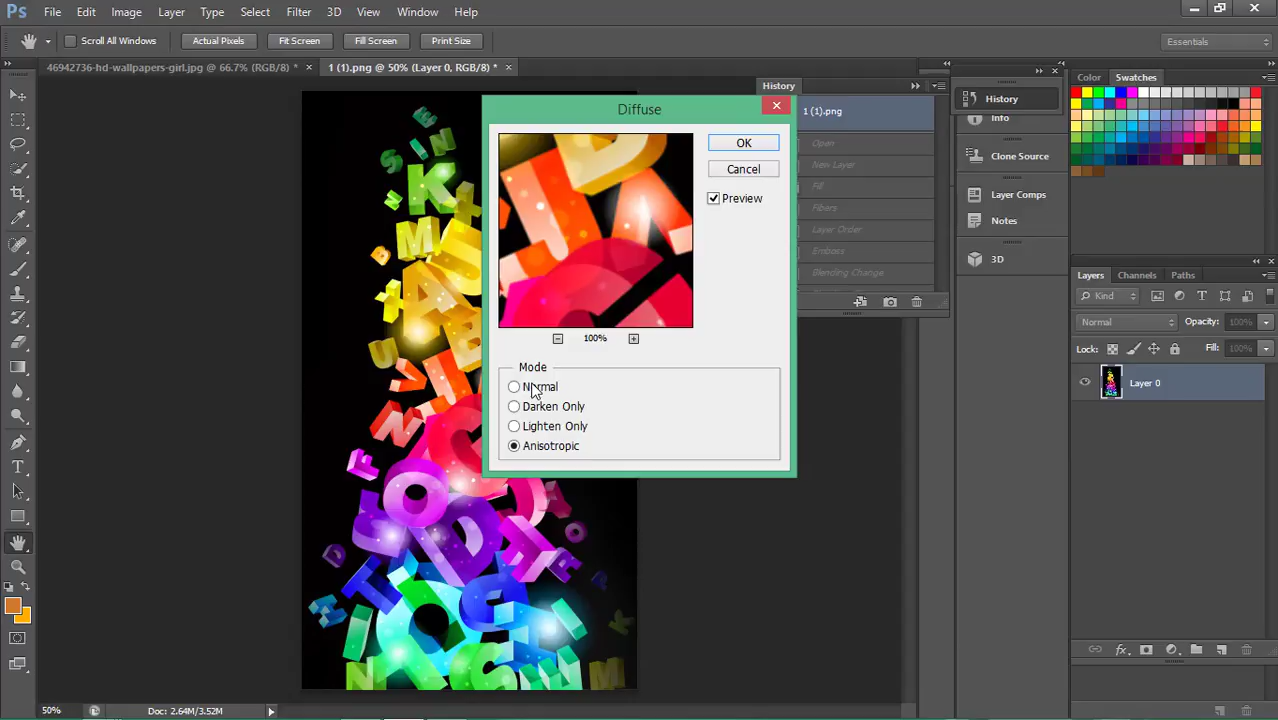 Ps File Edit Image Layer Type Select Filter 3D View Window Help
Scroll All Windows Actual Pixels Fit Screen Fill Screen Print Size Essentials
46942736-hd-wallpapers-girl.jpg @ 66.7% (RGB/8) * × 1 (1).png @ 50% (Layer 0, RGB/8) * ×
History
1 (1).png
Open
New Layer
Fill
Fibers
Layer Order
Emboss
Blending Change
Diffuse
OK
Cancel
Preview
100%
Mode
Normal
Darken Only
Lighten Only
Anisotropic
History
Info
Clone Source
Layer Comps
Notes
3D
Color Swatches
Layers Channels Paths
Kind
Normal Opacity: 100%
Lock: Fill: 100%
Layer 0
50% Doc: 2.64M/3.52M